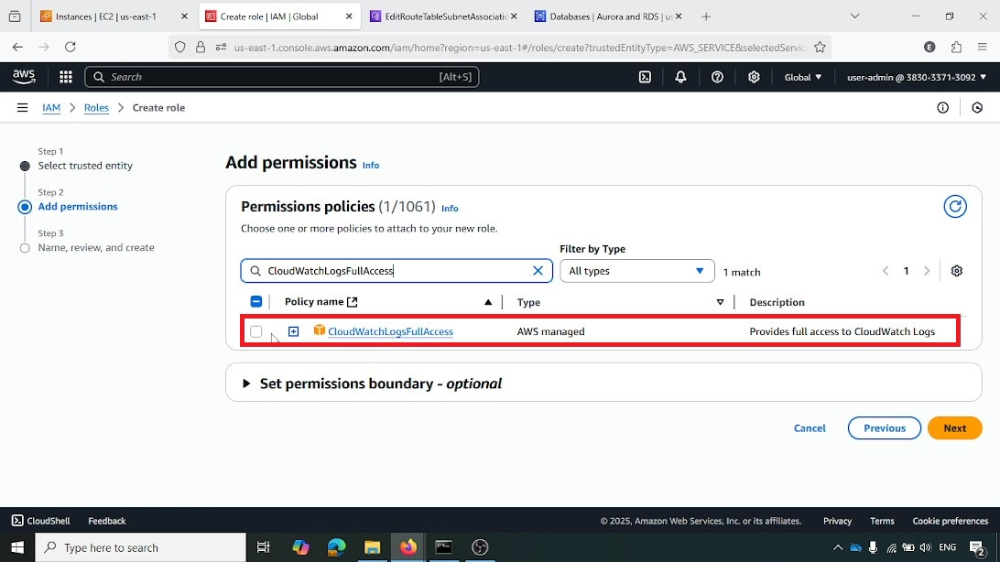 Instances | EC2 | us-east-1
Create role | IAM | Global
EditRouteTableSubnetAssociatio
Databases | Aurora and RDS | us
us-east-1.console.aws.amazon.com/iam/home?region=us-east-1#/roles/create?trustedEntityType=AWS_SERVICE&selectedServic
E
aws
Search
[Alt+S]
Global
user-admin @ 3830-3371-3092
IAM
Roles
Create role
Step 1
Select trusted entity
Step 2
Add permissions
Step 3
Name, review, and create
Add permissions Info
Permissions policies (1/1061) Info
Choose one or more policies to attach to your new role.
Filter by Type
CloudWatchLogsFullAccess
All types
1 match
1
Policy name
Type
Description
CloudWatchLogsFullAccess
AWS managed
Provides full access to CloudWatch Logs
Set permissions boundary - optional
Cancel
Previous
Next
CloudShell
Feedback
© 2025, Amazon Web Services, Inc. or its affiliates.
Privacy
Terms
Cookie preferences
Type here to search
ENG
2